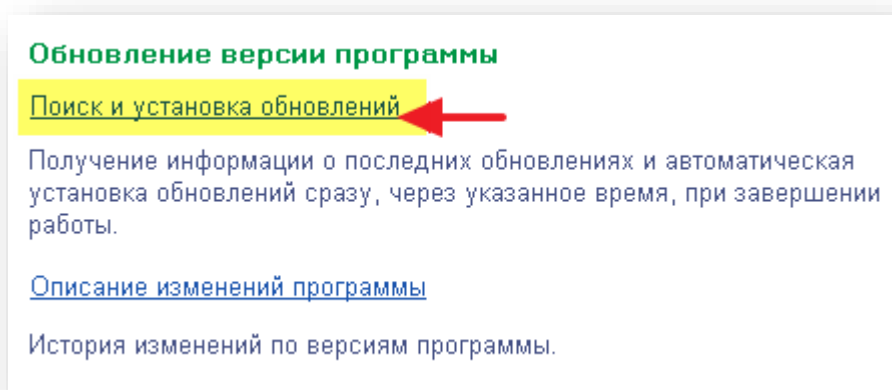 Обновление версии программы
Поиск и установка обновлений
Получение информации о последних обновлениях и автоматическая
установка обновлений сразу, через указанное время, при завершении
работы.
Описание изменений программы
История изменений по версиям программы.